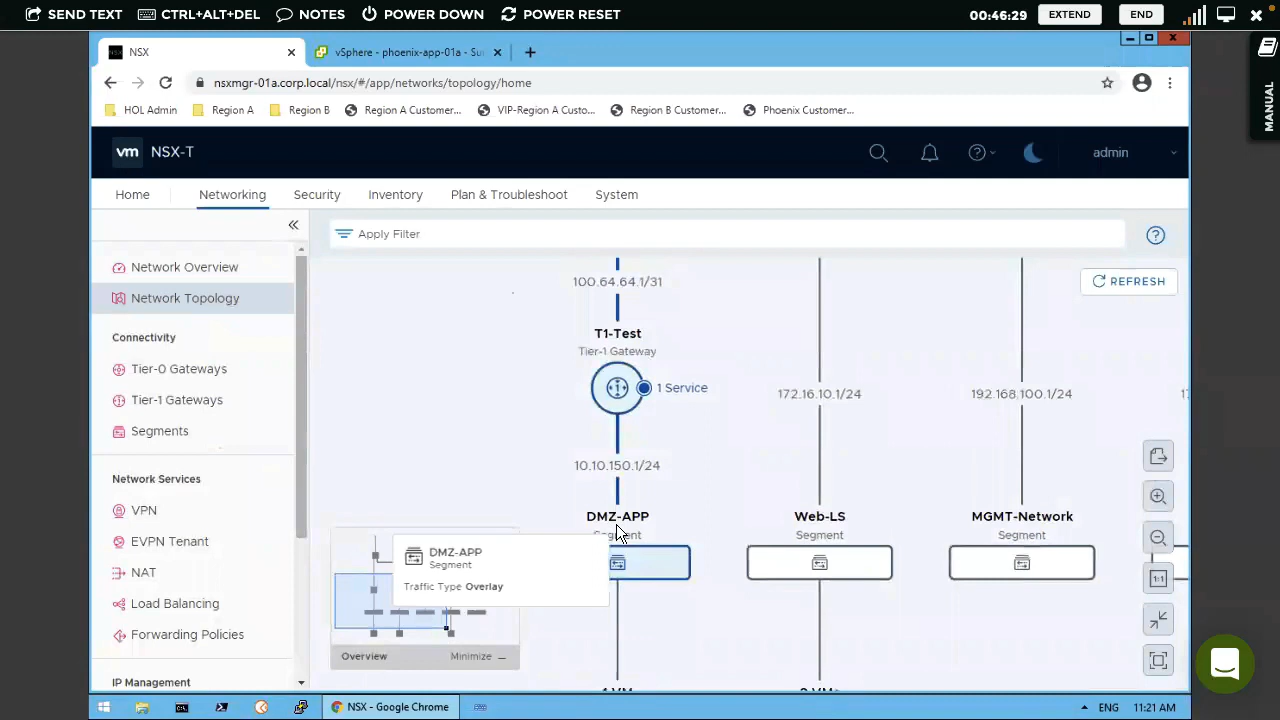 SEND TEXT CTRL+ALT+DEL NOTES POWER DOWN POWER RESET 00:46:29 EXTEND END
NSX vSphere - phoenix-app-01a - Su
nsxmgr-01a.corp.local/nsx/#/app/networks/topology/home
HOL Admin Region A Region B Region A Customer... VIP-Region A Custo... Region B Customer... Phoenix Customer...
MANUAL
vm NSX-T admin
Home Networking Security Inventory Plan & Troubleshoot System
Apply Filter
REFRESH
Network Overview
Network Topology
Connectivity
Tier-0 Gateways
Tier-1 Gateways
Segments
Network Services
VPN
EVPN Tenant
NAT
Load Balancing
Forwarding Policies
IP Management
100.64.64.1/31
T1-Test
Tier-1 Gateway
1 Service
172.16.10.1/24
192.168.100.1/24
10.10.150.1/24
DMZ-APP
Segment
Web-LS
Segment
MGMT-Network
Segment
DMZ-APP
Segment
Traffic Type Overlay
Overview Minimize
1:1
NSX - Google Chrome
ENG 11:21 AM